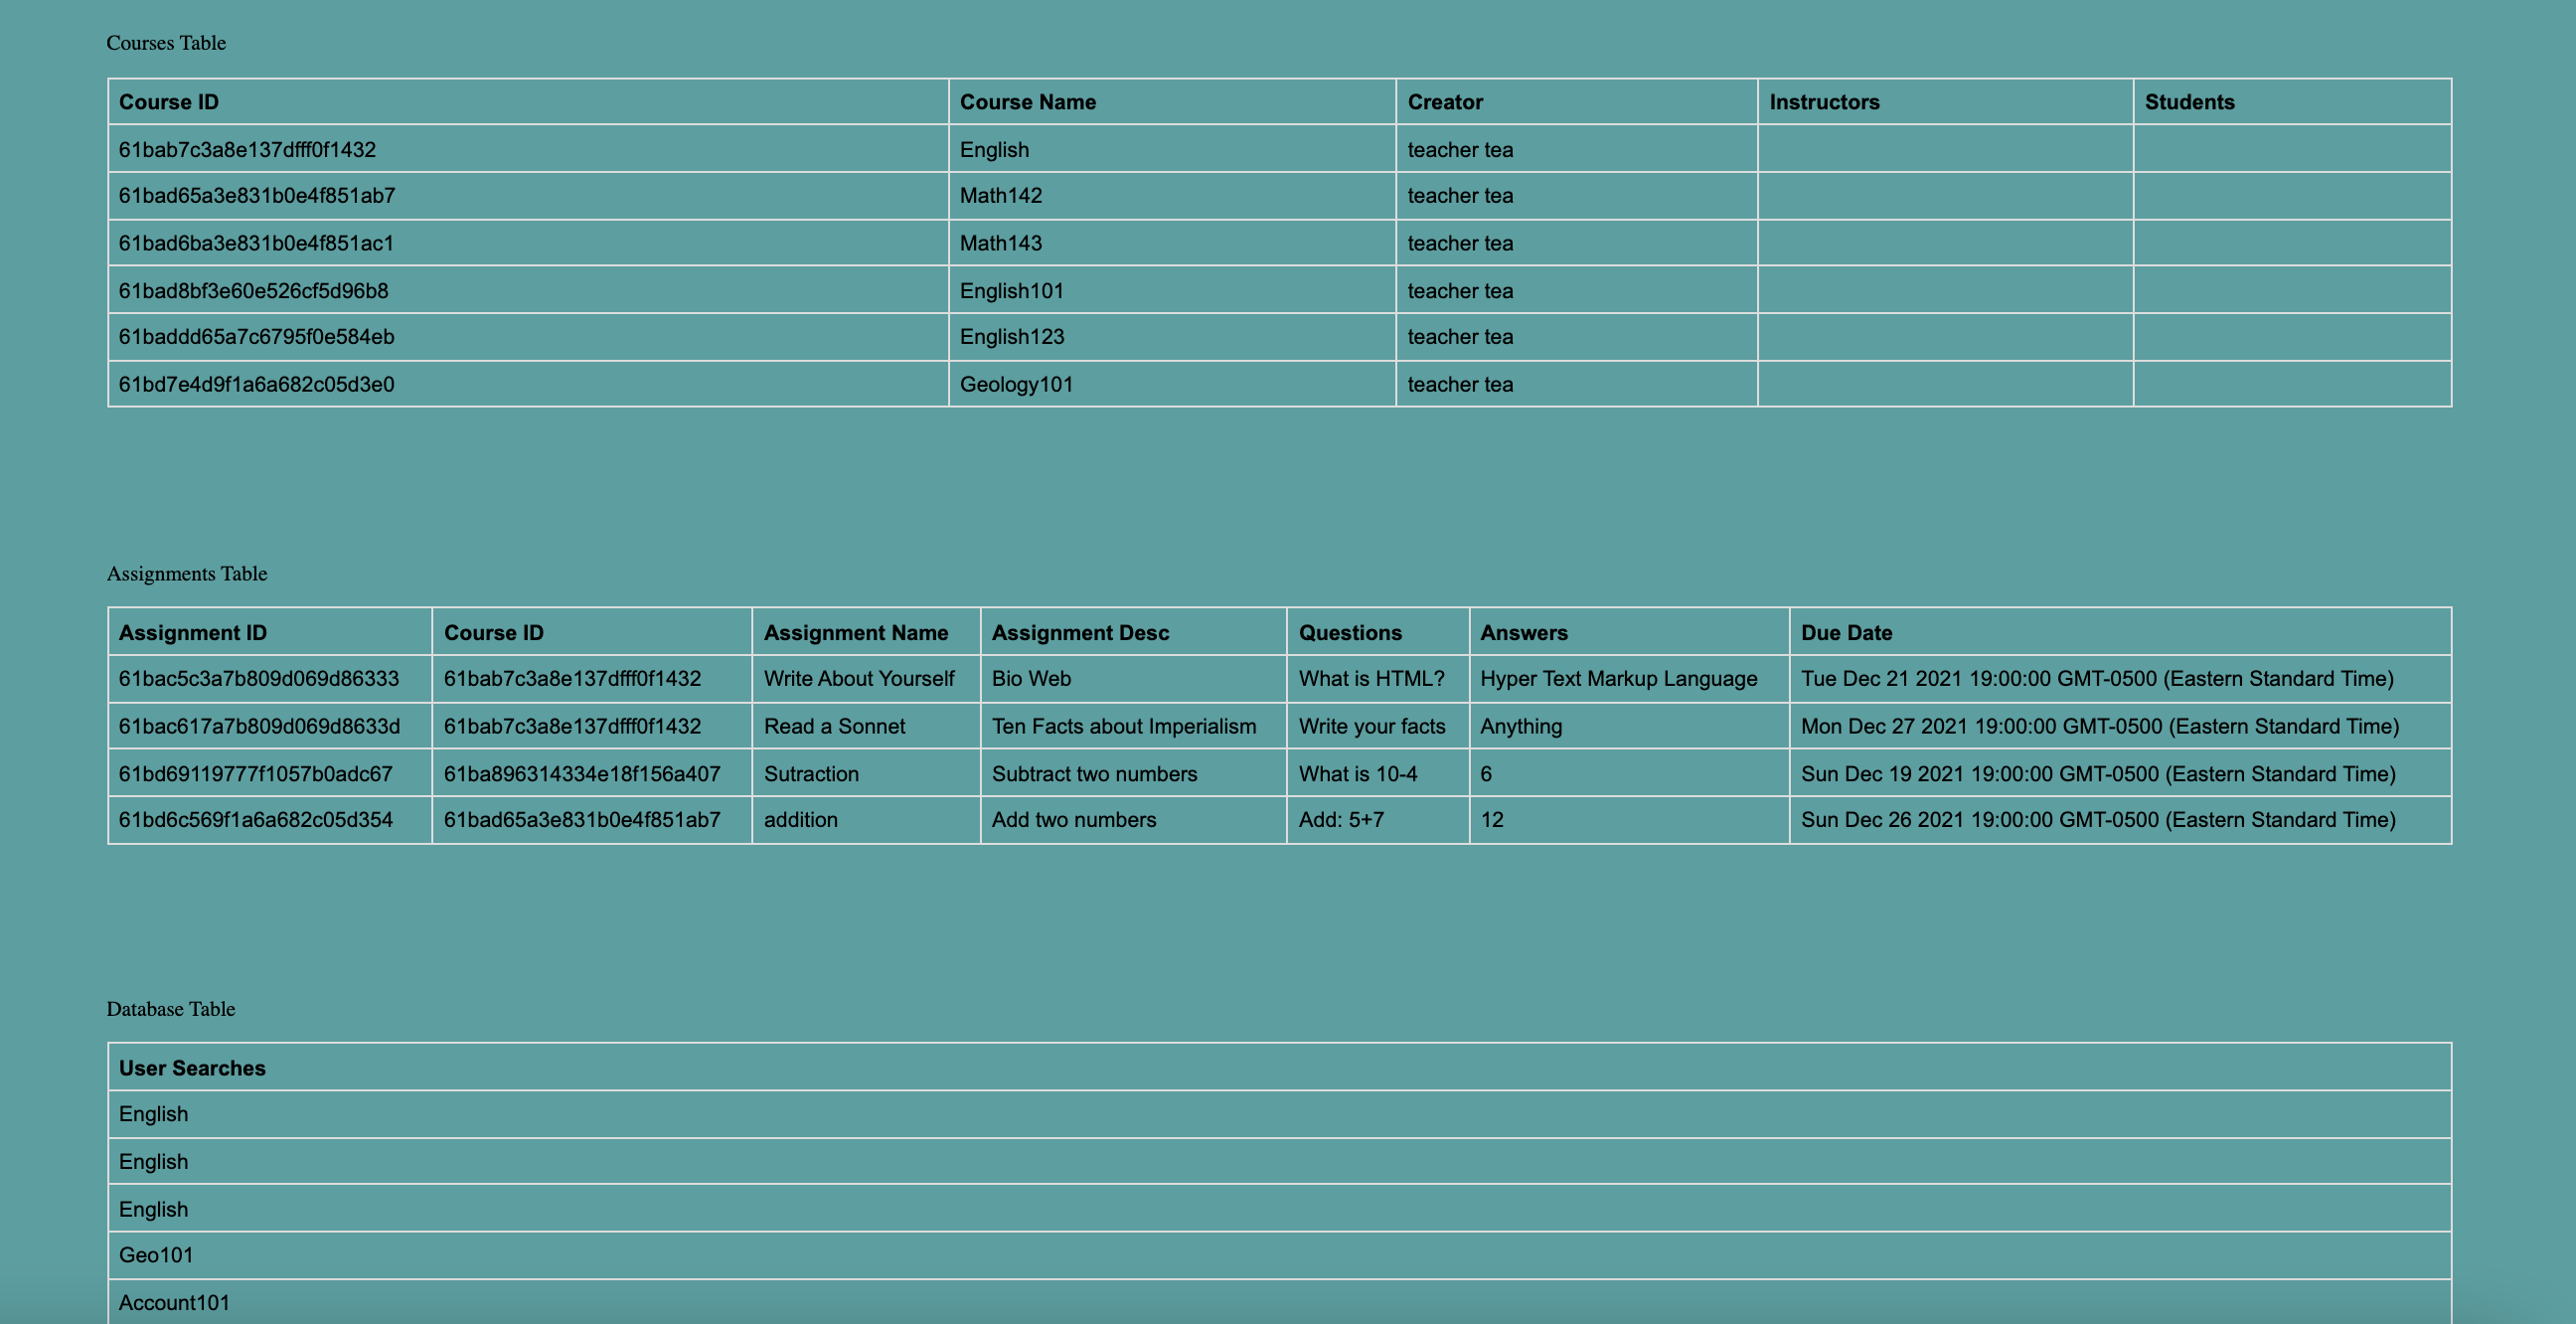 Courses Table
Course ID Course Name Creator Instructors Students
61bab7c3a8e137dfff0f1432 English teacher tea
61bad65a3e831b0e4f851ab7 Math142 teacher tea
61bad6ba3e831b0e4f851ac1 Math143 teacher tea
61bad8bf3e60e526cf5d96b8 English101 teacher tea
61baddd65a7c6795f0e584eb English123 teacher tea
61bd7e4d9f1a6a682c05d3e0 Geology101 teacher tea
Assignments Table
Assignment ID Course ID Assignment Name Assignment Desc Questions Answers Due Date
61bac5c3a7b809d069d86333 61bab7c3a8e137dfff0f1432 Write About Yourself Bio Web What is HTML? Hyper Text Markup Language Tue Dec 21 2021 19:00:00 GMT-0500 (Eastern Standard Time)
61bac617a7b809d069d8633d 61bab7c3a8e137dfff0f1432 Read a Sonnet Ten Facts about Imperialism Write your facts Anything Mon Dec 27 2021 19:00:00 GMT-0500 (Eastern Standard Time)
61bd69119777f1057b0adc67 61ba896314334e18f156a407 Sutraction Subtract two numbers What is 10-4 6 Sun Dec 19 2021 19:00:00 GMT-0500 (Eastern Standard Time)
61bd6c569f1a6a682c05d354 61bad65a3e831b0e4f851ab7 addition Add two numbers Add: 5+7 12 Sun Dec 26 2021 19:00:00 GMT-0500 (Eastern Standard Time)
Database Table
User Searches
English
English
English
Geo101
Account101